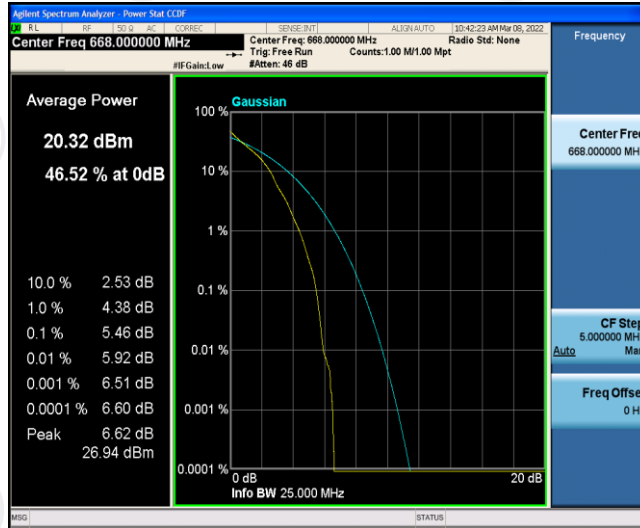 Agilent Spectrum Analyzer - Power Stat CCDF
RL RF 50 Ω AC CORREC SENSE:INT ALIGNAUTO 10:42:23 AM Mar 08, 2022
Center Freq 668.000000 MHz
Center Freq: 668.000000 MHz Radio Std: None
Trig: Free Run Counts:1.00 M/1.00 Mpt
#IFGain:Low #Atten: 46 dB
Frequency
Average Power
20.32 dBm
46.52 % at 0dB
10.0 % 2.53 dB
1.0 % 4.38 dB
0.1 % 5.46 dB
0.01 % 5.92 dB
0.001 % 6.51 dB
0.0001 % 6.60 dB
Peak 6.62 dB
26.94 dBm
Gaussian
100 %
10 %
1 %
0.1 %
0.01 %
0.001 %
0.0001 %
0 dB 20 dB
Info BW 25.000 MHz
Center Freq
668.000000 MH
CF Step
5.000000 MH
Auto Ma
Freq Offse
0 H
MSG STATUS